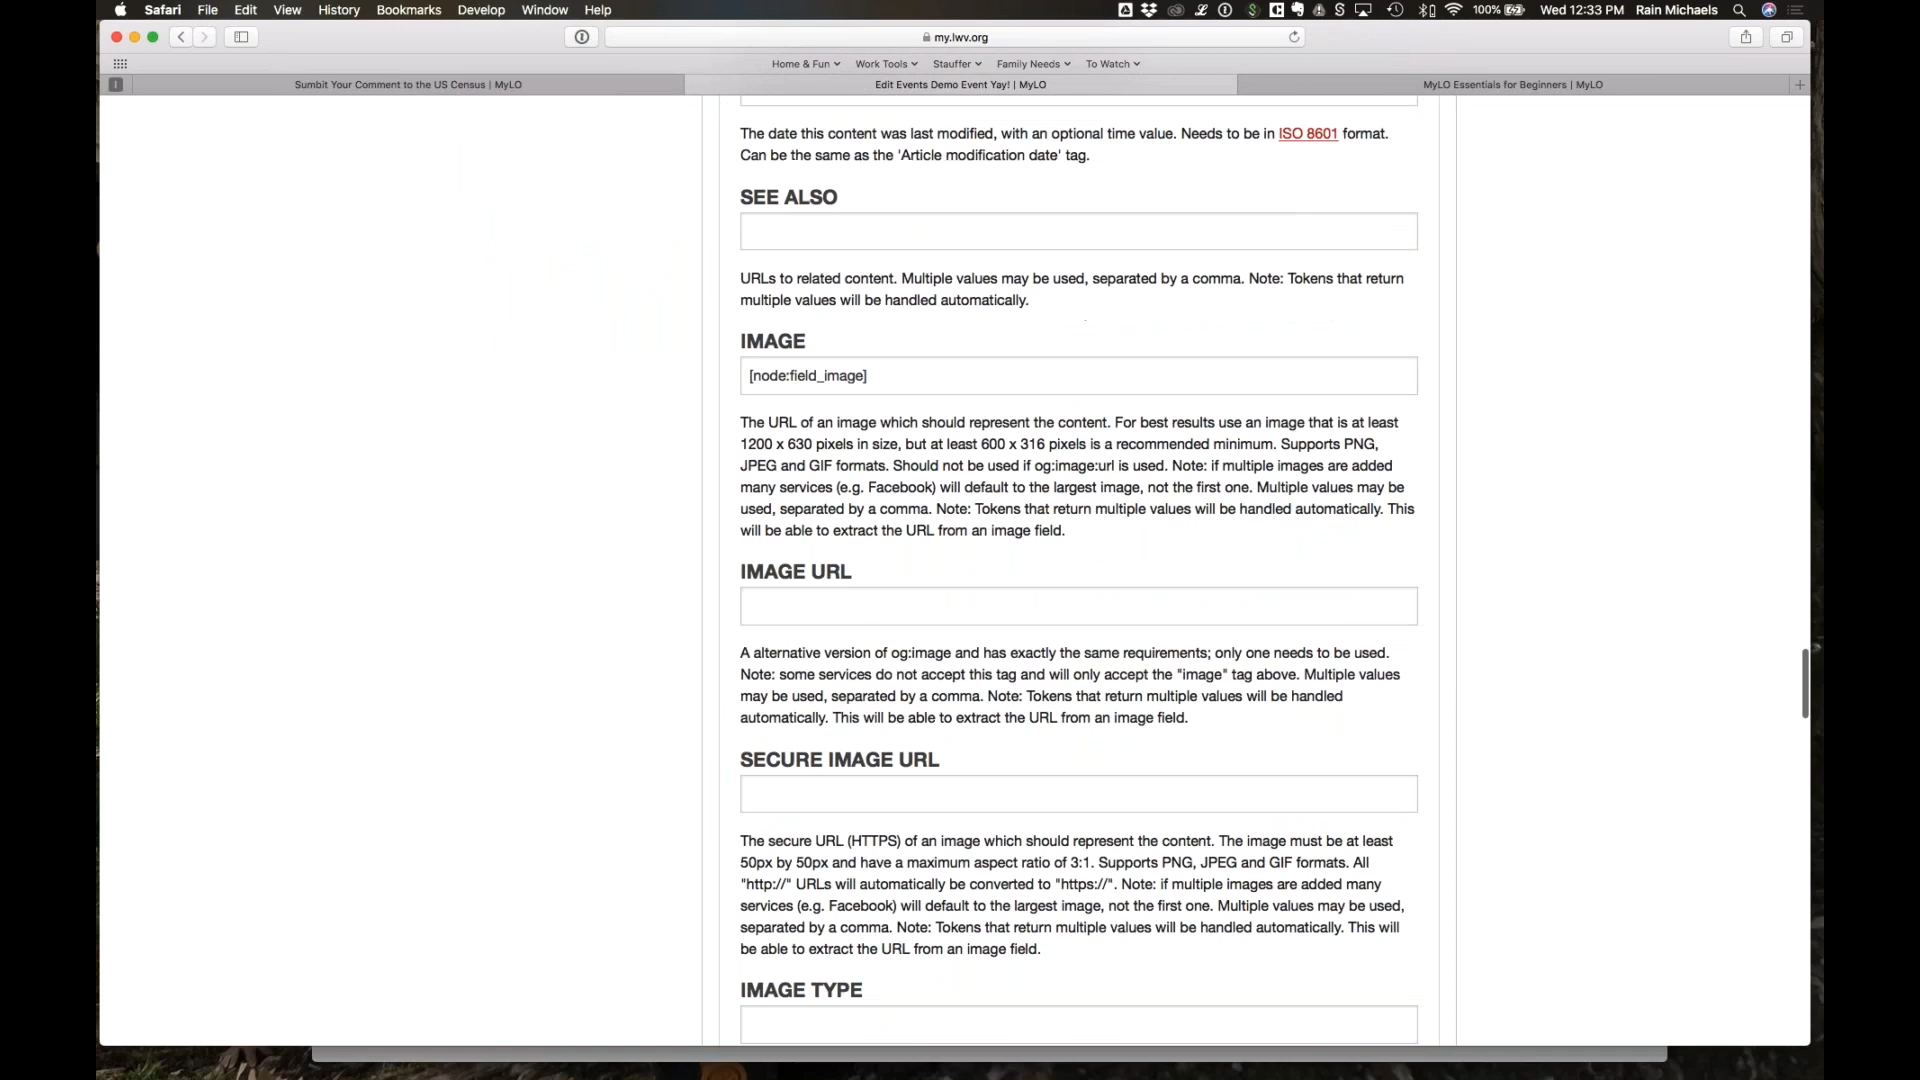 Safari File Edit View History Bookmarks Develop Window Help 100% Wed 12:33 PM Rain Michaels
my.lwv.org
Home & Fun Work Tools Stauffer Family Needs To Watch
I Sumbit Your Comment to the US Census | MyLO Edit Events Demo Event Yay! | MyLO MyLO Essentials for Beginners | MyLO
The date this content was last modified, with an optional time value. Needs to be in ISO 8601 format.
Can be the same as the 'Article modification date' tag.
SEE ALSO
URLs to related content. Multiple values may be used, separated by a comma. Note: Tokens that return
multiple values will be handled automatically.
IMAGE
[node:field_image]
The URL of an image which should represent the content. For best results use an image that is at least
1200 x 630 pixels in size, but at least 600 x 316 pixels is a recommended minimum. Supports PNG,
JPEG and GIF formats. Should not be used if og:image:url is used. Note: if multiple images are added
many services (e.g. Facebook) will default to the largest image, not the first one. Multiple values may be
used, separated by a comma. Note: Tokens that return multiple values will be handled automatically. This
will be able to extract the URL from an image field.
IMAGE URL
A alternative version of og:image and has exactly the same requirements; only one needs to be used.
Note: some services do not accept this tag and will only accept the "image" tag above. Multiple values
may be used, separated by a comma. Note: Tokens that return multiple values will be handled
automatically. This will be able to extract the URL from an image field.
SECURE IMAGE URL
The secure URL (HTTPS) of an image which should represent the content. The image must be at least
50px by 50px and have a maximum aspect ratio of 3:1. Supports PNG, JPEG and GIF formats. All
"http://" URLs will automatically be converted to "https://". Note: if multiple images are added many
services (e.g. Facebook) will default to the largest image, not the first one. Multiple values may be used,
separated by a comma. Note: Tokens that return multiple values will be handled automatically. This will
be able to extract the URL from an image field.
IMAGE TYPE